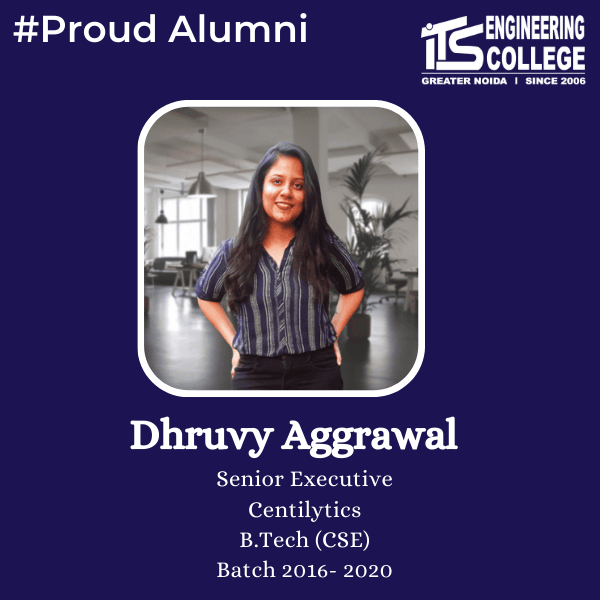 #Proud Alumni
iTS ENGINEERING
COLLEGE
GREATER NOIDA | SINCE 2006
Dhruvy Aggrawal
Senior Executive
Centilytics
B.Tech (CSE)
Batch 2016- 2020